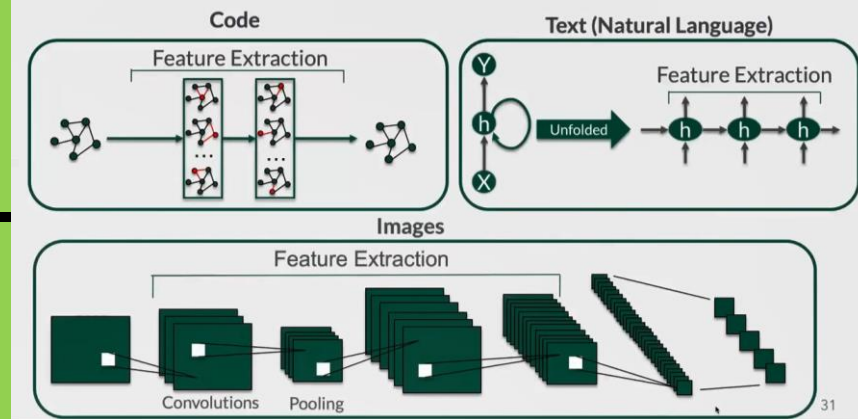 Code
Feature Extraction
...
...
Text (Natural Language)
Feature Extraction
Y
h
X
Unfolded
h
h
h
Images
Feature Extraction
Convolutions
Pooling
31